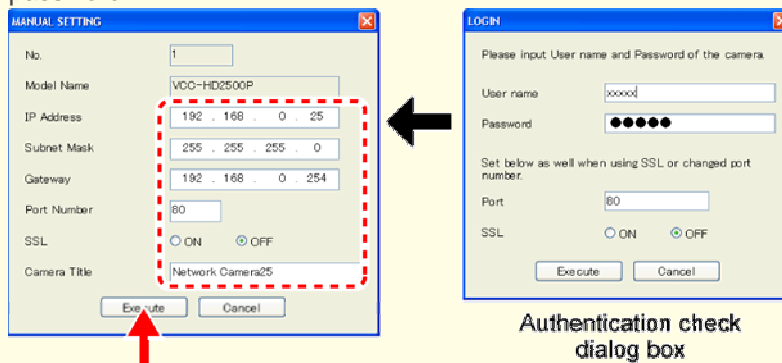 MANUAL SETTING
No. 1
Model Name VCC-HD2500P
IP Address 192 . 168 . 0 . 25
Subnet Mask 255 . 255 . 255 . 0
Gateway 192 . 168 . 0 . 254
Port Number 80
SSL ON OFF
Camera Title Network Camera25
Execute Cancel
LOGIN
Please input User name and Password of the camera.
User name xxxxx
Password ●●●●●
Set below as well when using SSL or changed port
number.
Port 80
SSL ON OFF
Execute Cancel
Authentication check
dialog box